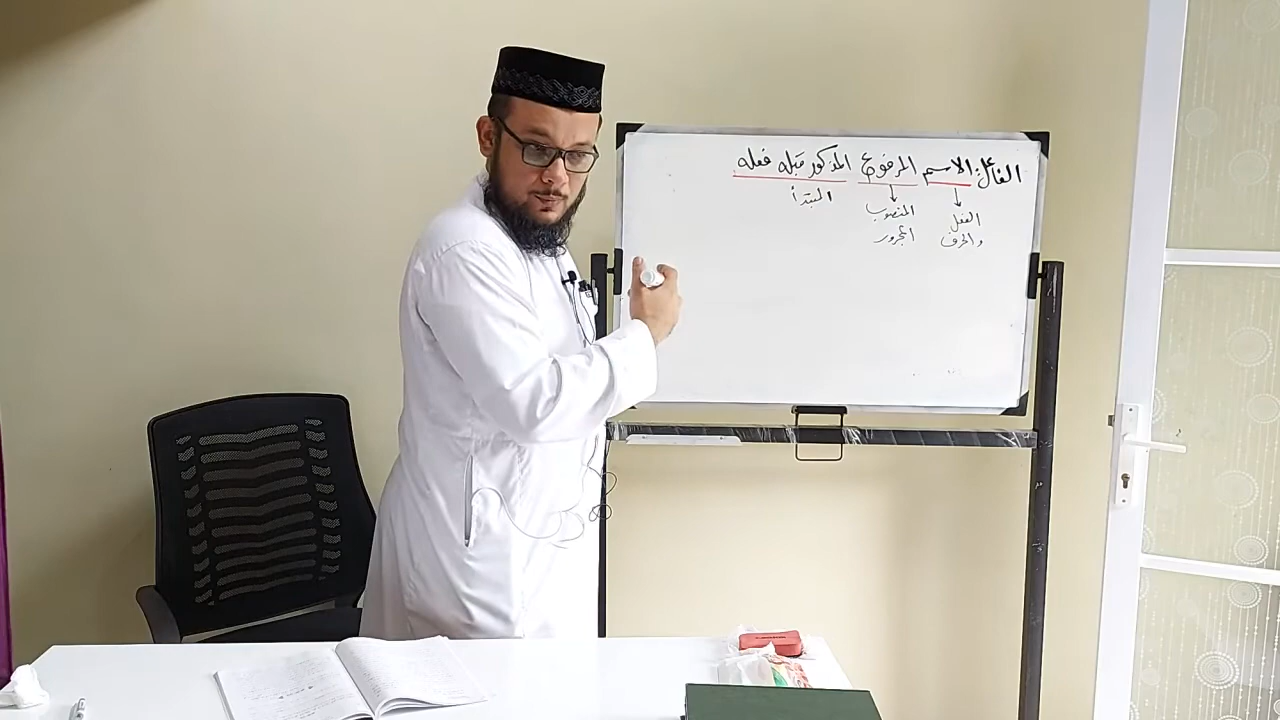 الفاعل: الاسم المرفوع المذكور قبله فعله
الفعل المنصوب المبتدأ
والحرف المجرور